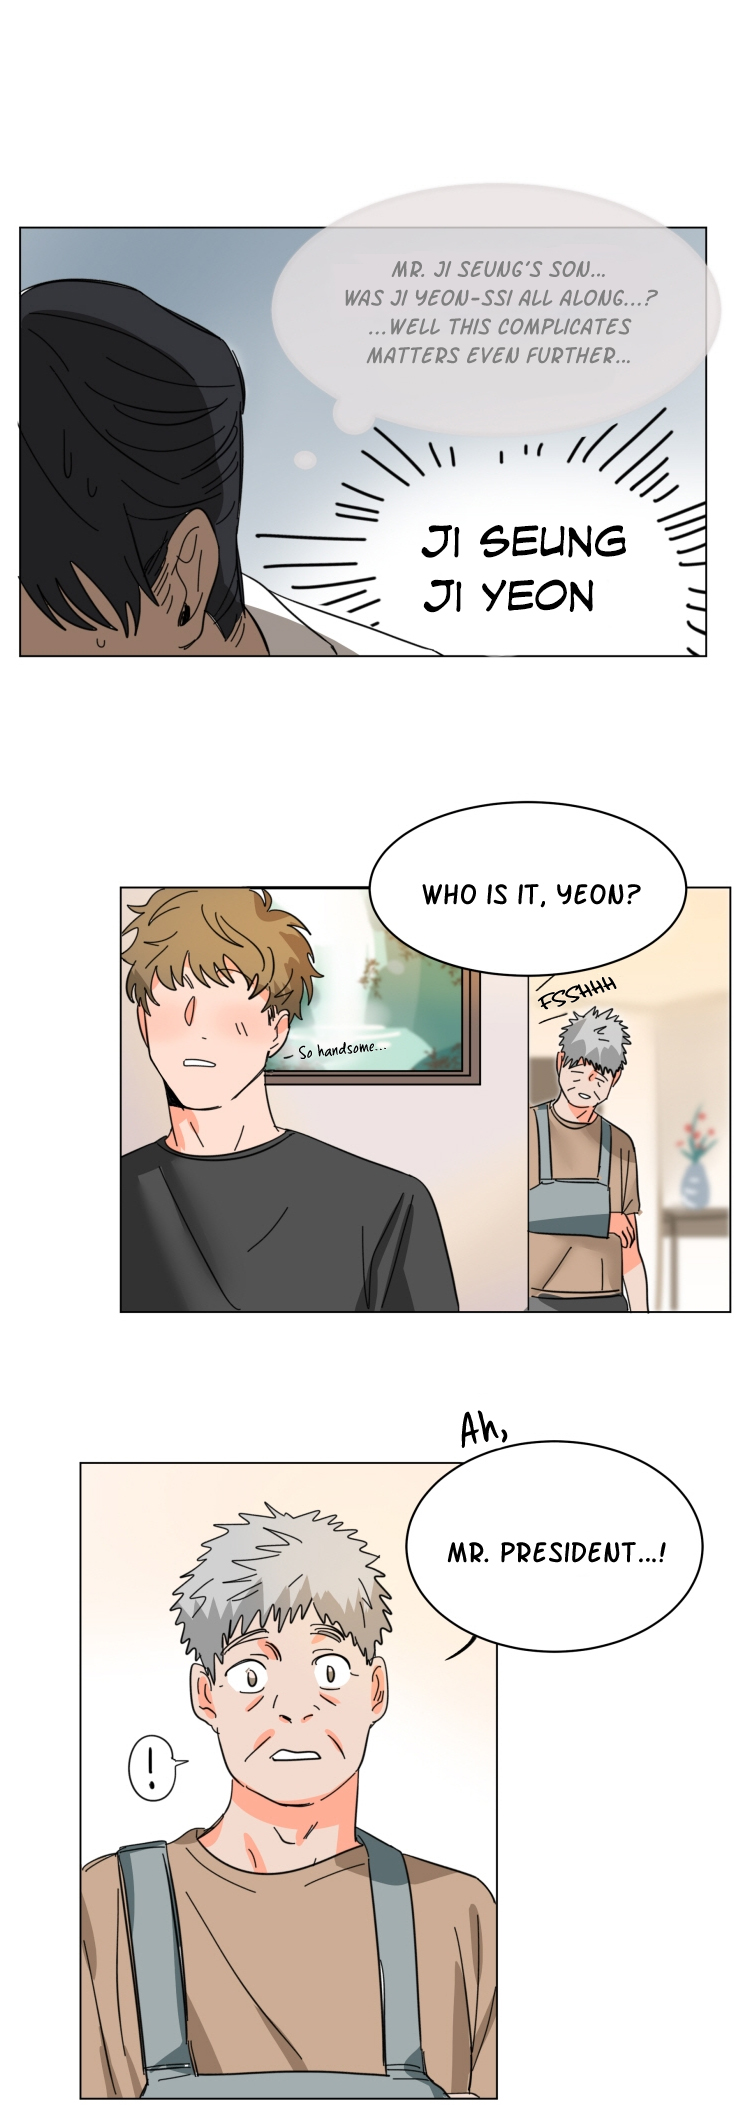 MR. JI SEUNG'S SON...
WAS JI YEON-SSI ALL ALONG...?
...WELL THIS COMPLICATES
MATTERS EVEN FURTHER...
JI SEUNG
JI YEON
WHO IS IT, YEON?
FSSHHH
So handsome...
Ah,
MR. PRESIDENT...!
!